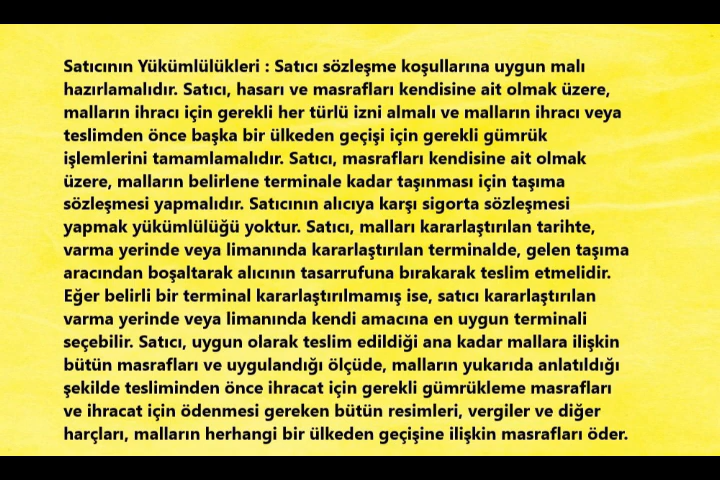 Satıcının Yükümlülükleri : Satıcı sözleşme koşullarına uygun malı
hazırlamalıdır. Satıcı, hasarı ve masrafları kendisine ait olmak üzere,
malların ihracı için gerekli her türlü izni almalı ve malların ihracı veya
teslimden önce başka bir ülkeden geçişi için gerekli gümrük
işlemlerini tamamlamalıdır. Satıcı, masrafları kendisine ait olmak
üzere, malların belirlene terminale kadar taşınması için taşıma
sözleşmesi yapmalıdır. Satıcının alıcıya karşı sigorta sözleşmesi
yapmak yükümlülüğü yoktur. Satıcı, malları kararlaştırılan tarihte,
varma yerinde veya limanında kararlaştırılan terminalde, gelen taşıma
aracından boşaltarak alıcının tasarrufuna bırakarak teslim etmelidir.
Eğer belirli bir terminal kararlaştırılmamış ise, satıcı kararlaştırılan
varma yerinde veya limanında kendi amacına en uygun terminali
seçebilir. Satıcı, uygun olarak teslim edildiği ana kadar mallara ilişkin
bütün masrafları ve uygulandığı ölçüde, malların yukarıda anlatıldığı
şekilde tesliminden önce ihracat için gerekli gümrükleme masrafları
ve ihracat için ödenmesi gereken bütün resimleri, vergiler ve diğer
harçları, malların herhangi bir ülkeden geçişine ilişkin masrafları öder.